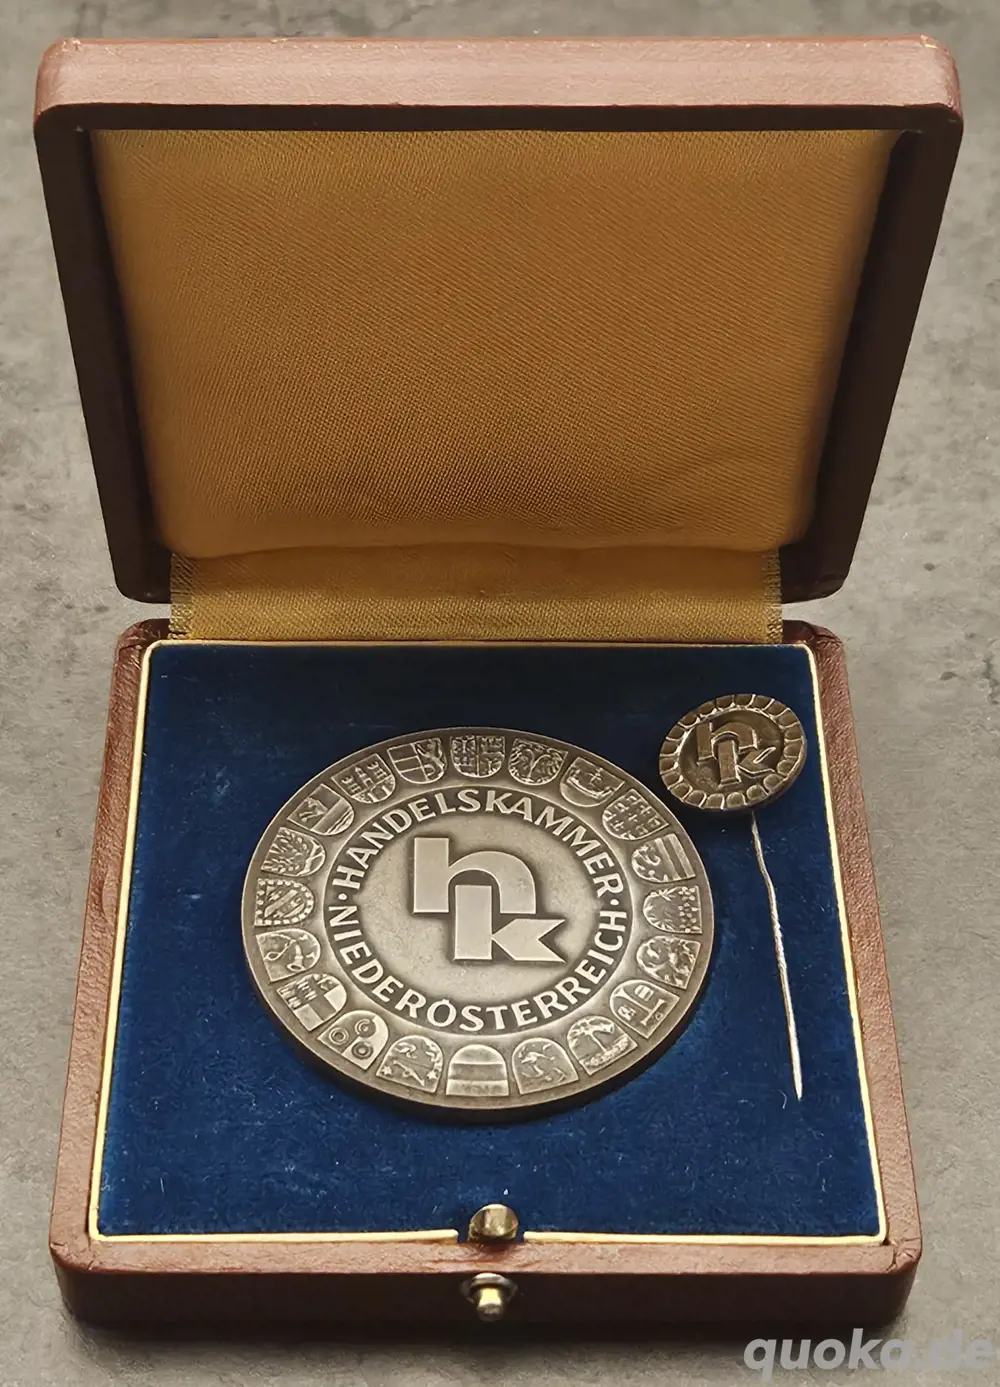 HANDELSKAMMER
hk
· NIEDERÖSTERREICH ·
hk
quoka.de